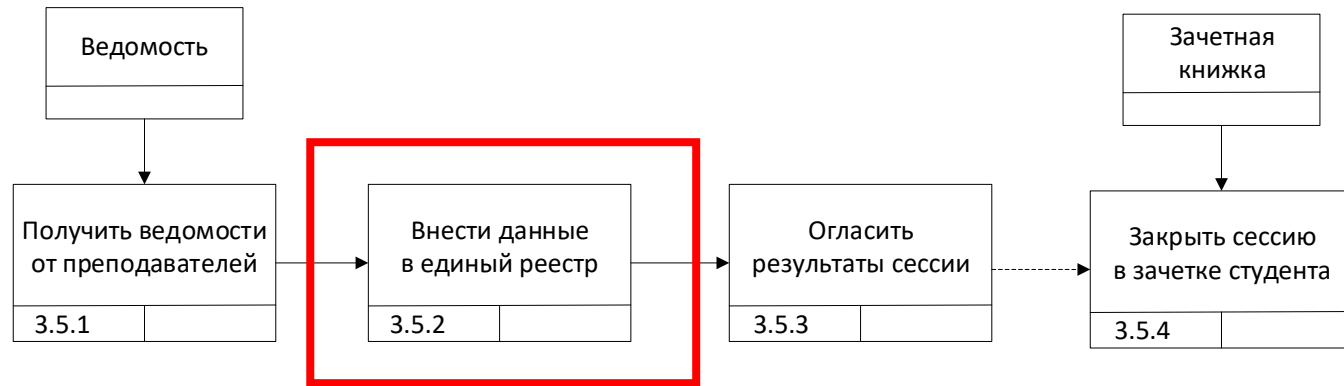 Ведомость
Зачетная
книжка
Получить ведомости
от преподавателей
3.5.1
Внести данные
в единый реестр
3.5.2
Огласить
результаты сессии
3.5.3
Закрыть сессию
в зачетке студента
3.5.4